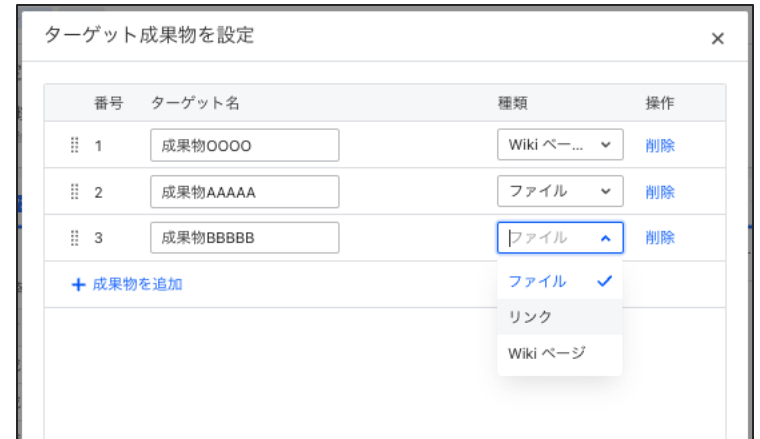 ターゲット成果物を設定
番号 ターゲット名 種類 操作
1 成果物OOOO Wiki ペー... 削除
2 成果物AAAAA ファイル 削除
3 成果物BBBBB ファイル 削除
+ 成果物を追加
ファイル
リンク
Wiki ページ